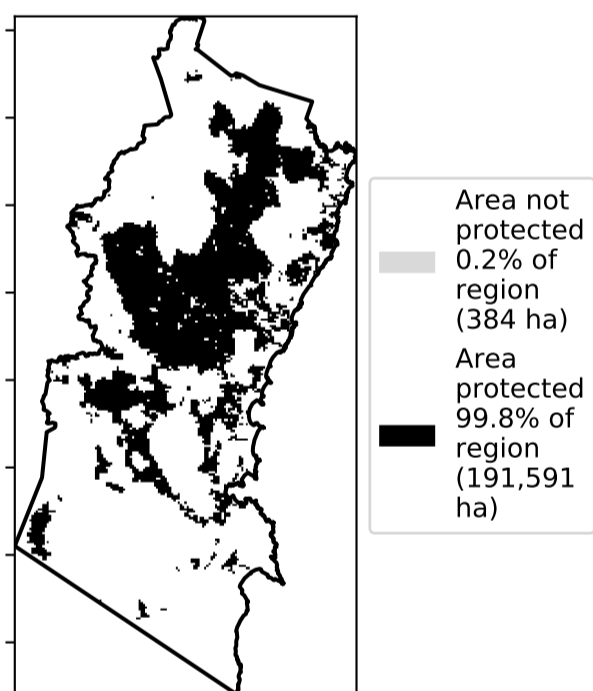 Area not
protected
0.2% of
region
(384 ha)
Area
protected
99.8% of
region
(191,591
ha)